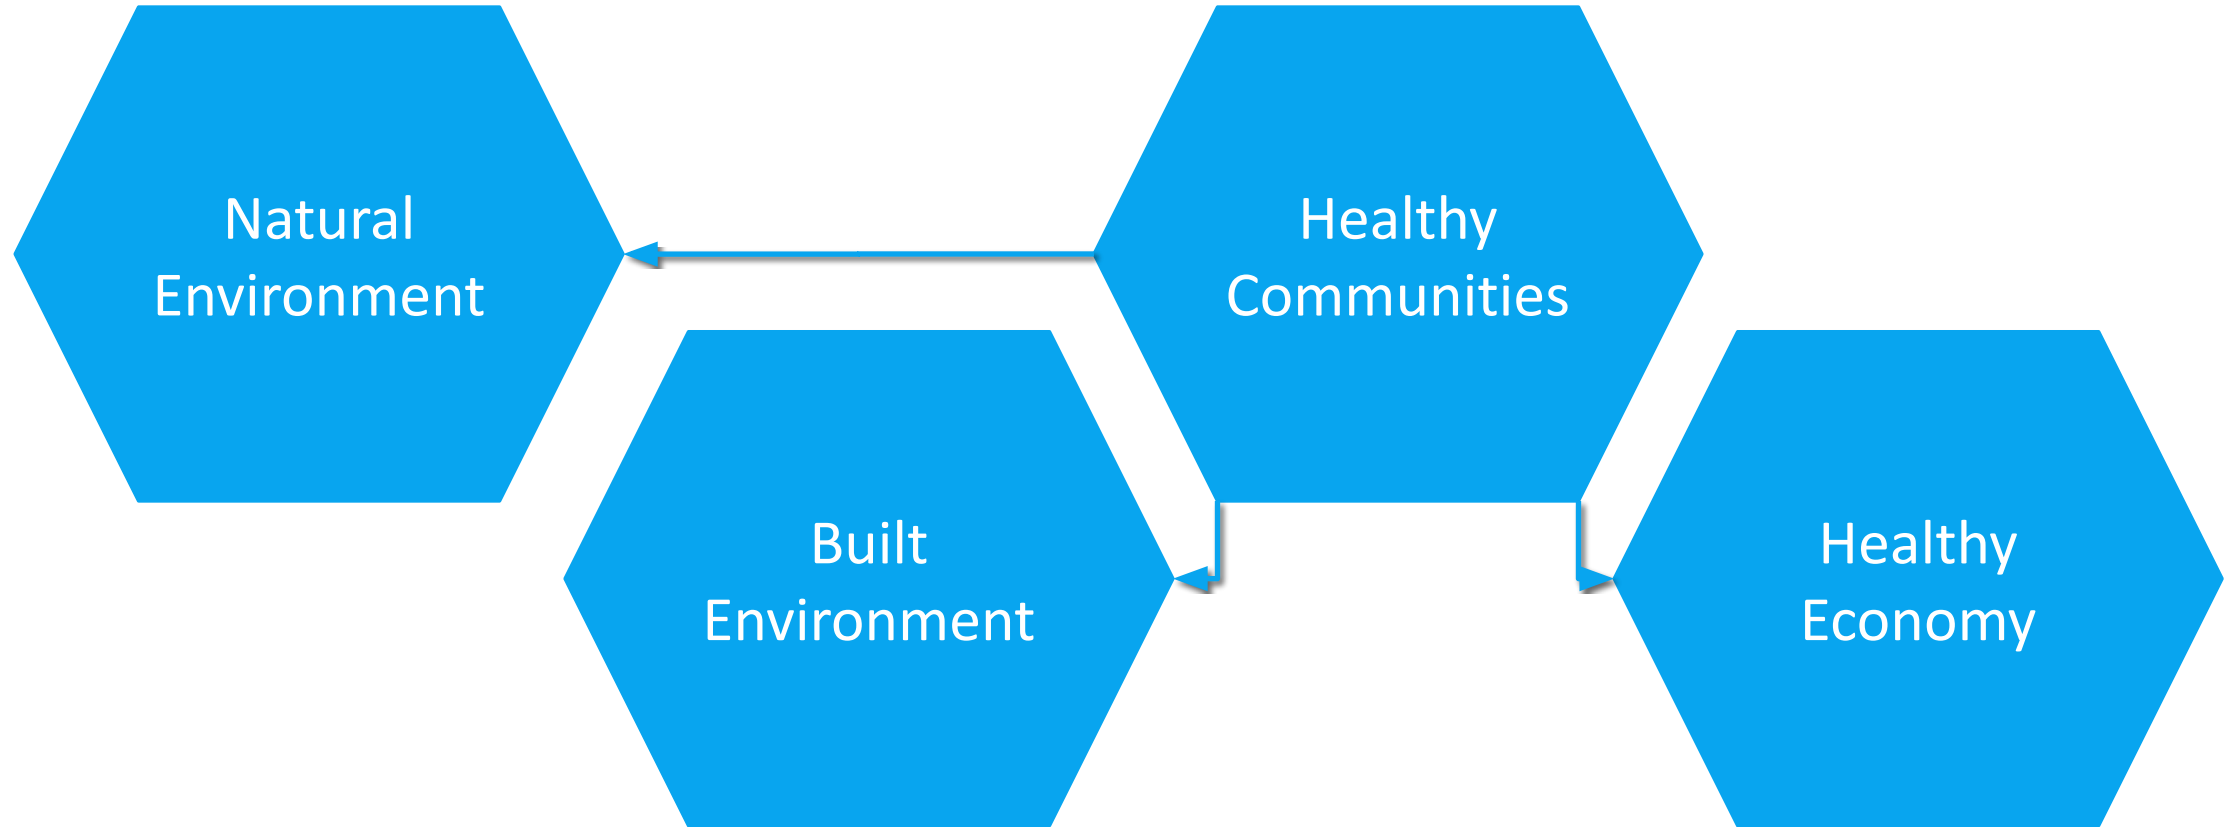 Natural
Environment
Healthy
Communities
Built
Environment
Healthy
Economy